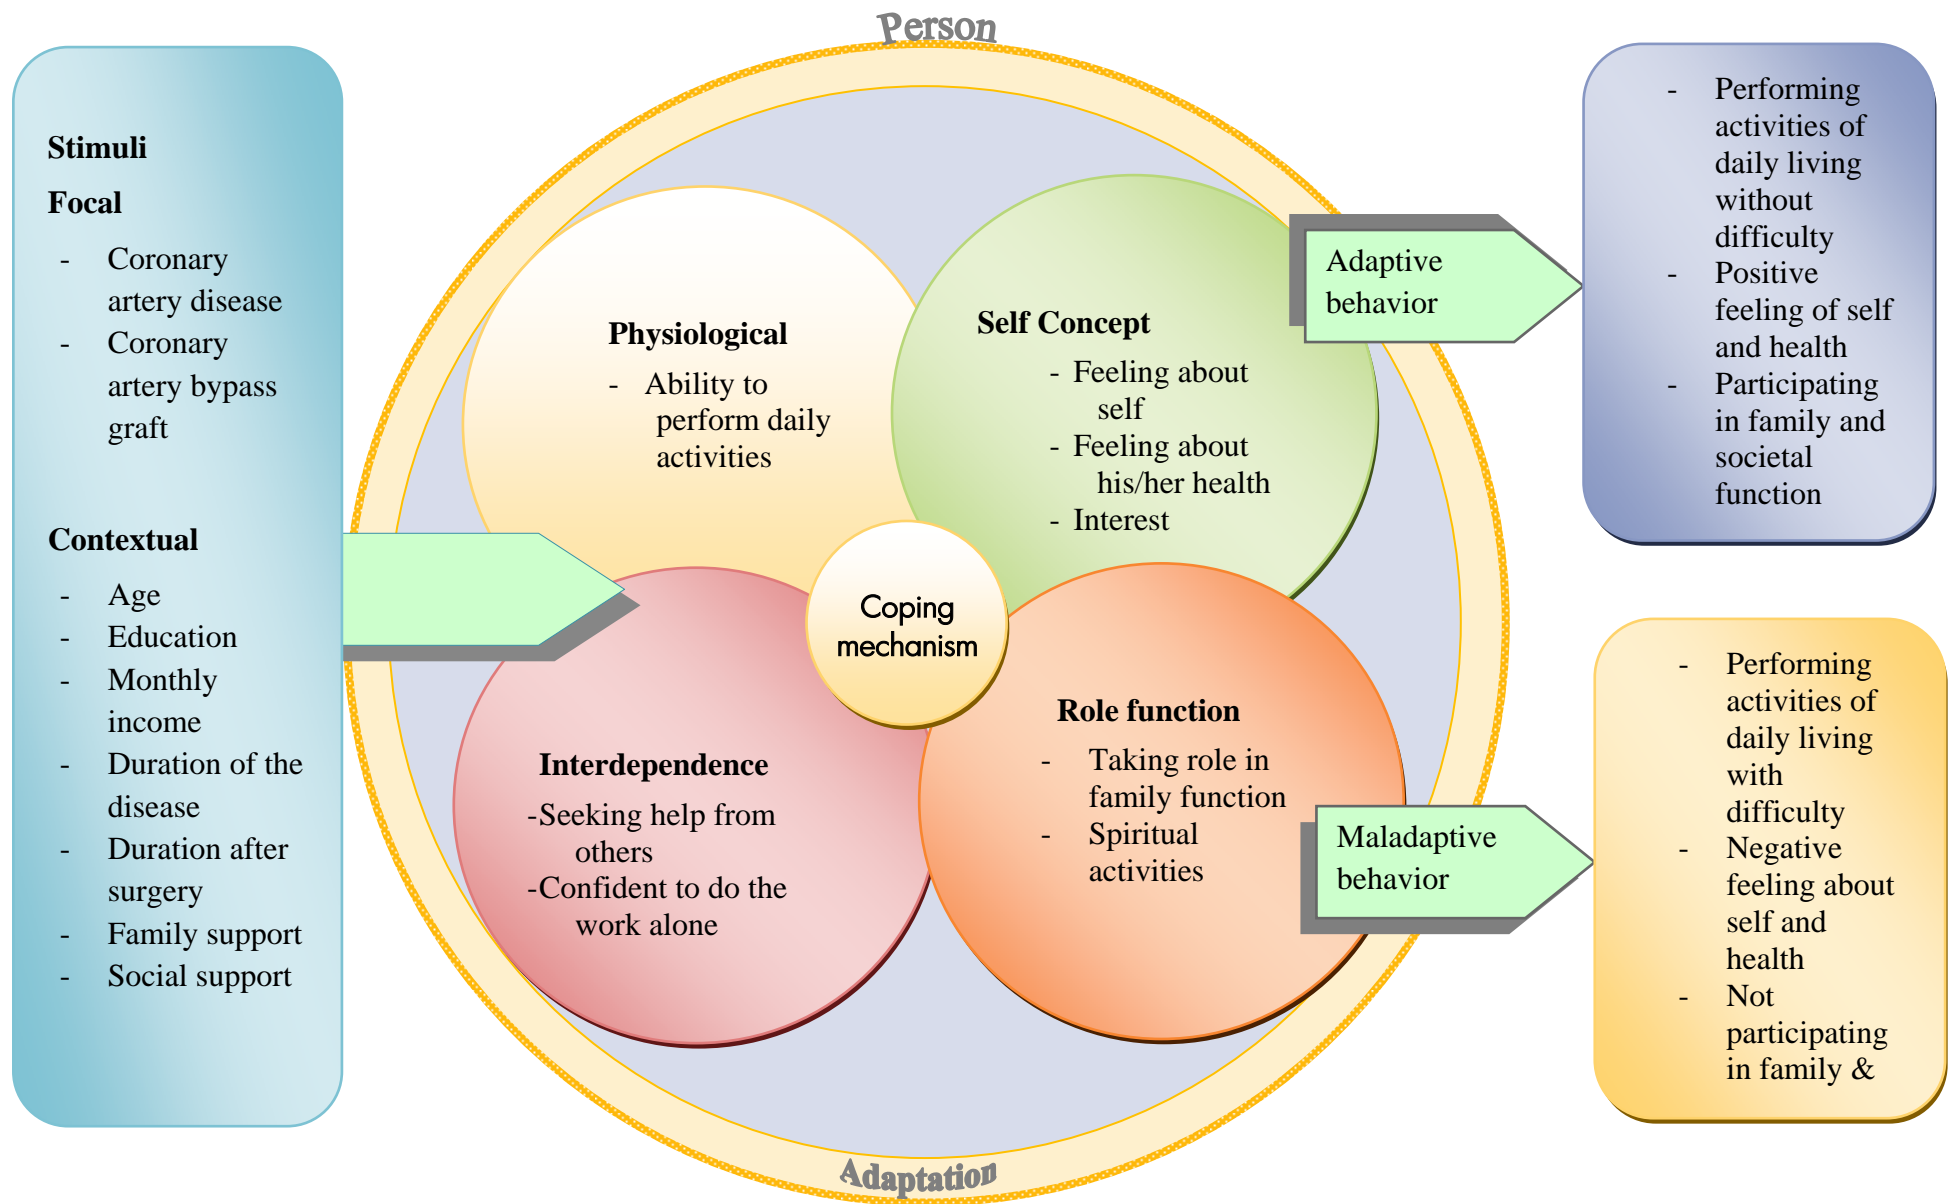 Person
Stimuli
Focal
- Coronary
artery disease
- Coronary
artery bypass
graft
Contextual
- Age
- Education
- Monthly
income
- Duration of the
disease
- Duration after
surgery
- Family support
- Social support
Physiological
- Ability to
perform daily
activities
Self Concept
- Feeling about
self
- Feeling about
his/her health
- Interest
Coping
mechanism
Interdependence
-Seeking help from
others
-Confident to do the
work alone
Role function
- Taking role in
family function
- Spiritual
activities
Adaptive
behavior
Maladaptive
behavior
- Performing
activities of
daily living
without
difficulty
- Positive
feeling of self
and health
- Participating
in family and
societal
function
- Performing
activities of
daily living
with
difficulty
- Negative
feeling about
self and
health
- Not
participating
in family &
Adaptation